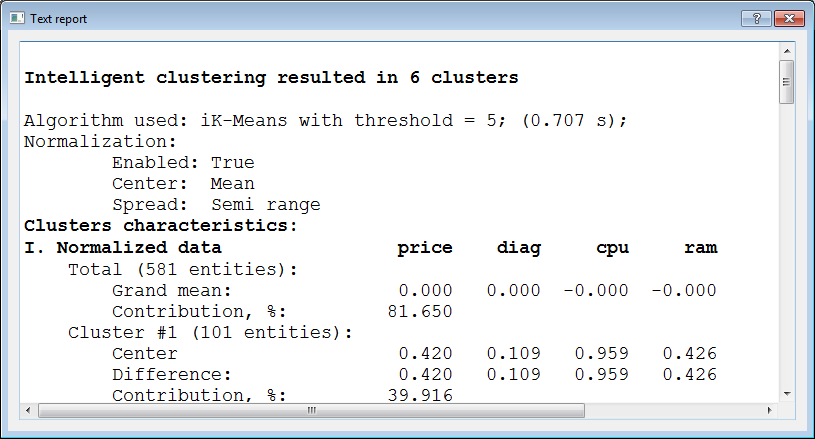 Text report
Intelligent clustering resulted in 6 clusters
Algorithm used: iK-Means with threshold = 5; (0.707 s);
Normalization:
Enabled: True
Center: Mean
Spread: Semi range
Clusters characteristics:
I. Normalized data price diag cpu ram
Total (581 entities):
Grand mean: 0.000 0.000 -0.000 -0.000
Contribution, %: 81.650
Cluster #1 (101 entities):
Center 0.420 0.109 0.959 0.426
Difference: 0.420 0.109 0.959 0.426
Contribution, %: 39.916